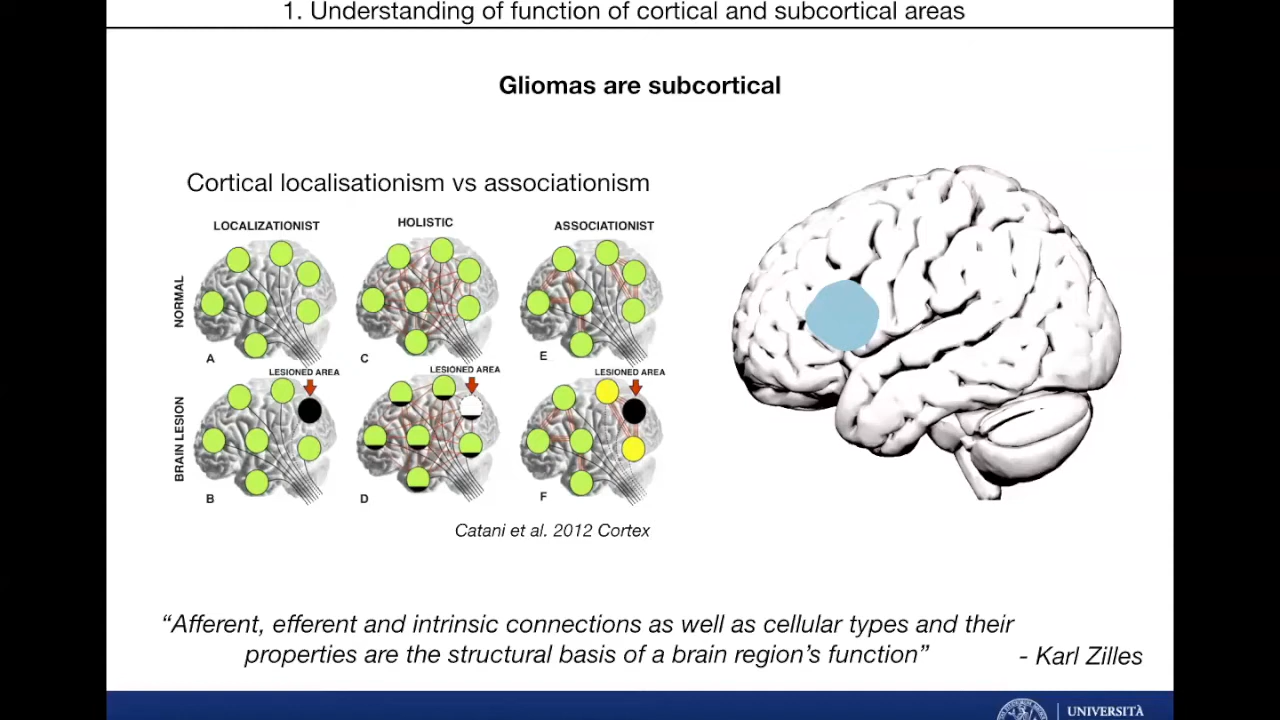 1. Understanding of function of cortical and subcortical areas
Gliomas are subcortical
Cortical localisationism vs associationism
LOCALIZATIONIST
HOLISTIC
ASSOCIATIONIST
NORMAL
A
C
E
LESIONED AREA
LESIONED AREA
LESIONED AREA
BRAIN LESION
B
D
F
Catani et al. 2012 Cortex
“Afferent, efferent and intrinsic connections as well as cellular types and their
properties are the structural basis of a brain region’s function”
- Karl Zilles
UNIVERSITÀ